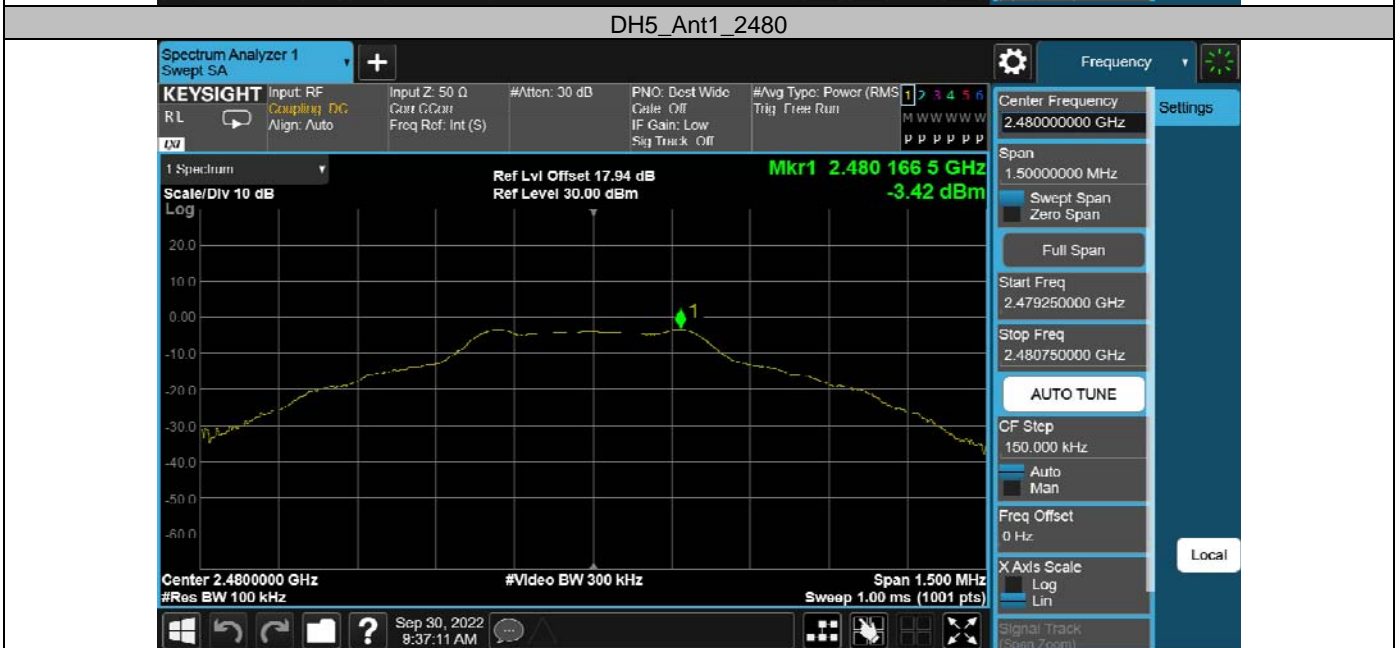 DH5_Ant1_2480
Spectrum Analyzer 1
Swept SA
+
Frequency
KEYSIGHT
RL
LXI
Input: RF
Coupling: DC
Align: Auto
Input Z: 50 Ω
Corr CCorr
Freq Ref: Int (S)
#Atten: 30 dB
PNO: Best Wide
Gate: Off
IF Gain: Low
Sig Track: Off
#Avg Type: Power (RMS
Trig: Free Run
1 2 3 4 5 6
M W W W W W
P P P P P P
1 Spectrum
Scale/Div 10 dB
Log
Ref Lvl Offset 17.94 dB
Ref Level 30.00 dBm
Mkr1 2.480 166 5 GHz
-3.42 dBm
20.0
10.0
0.00
-10.0
-20.0
-30.0
-40.0
-50.0
-60.0
1
Center 2.4800000 GHz
#Res BW 100 kHz
#Video BW 300 kHz
Span 1.500 MHz
Sweep 1.00 ms (1001 pts)
Sep 30, 2022
9:37:11 AM
?
Center Frequency
2.480000000 GHz
Settings
Span
1.50000000 MHz
Swept Span
Zero Span
Full Span
Start Freq
2.479250000 GHz
Stop Freq
2.480750000 GHz
AUTO TUNE
CF Step
150.000 kHz
Auto
Man
Freq Offset
0 Hz
Local
X Axis Scale
Log
Lin
Signal Track
(Span Zoom)